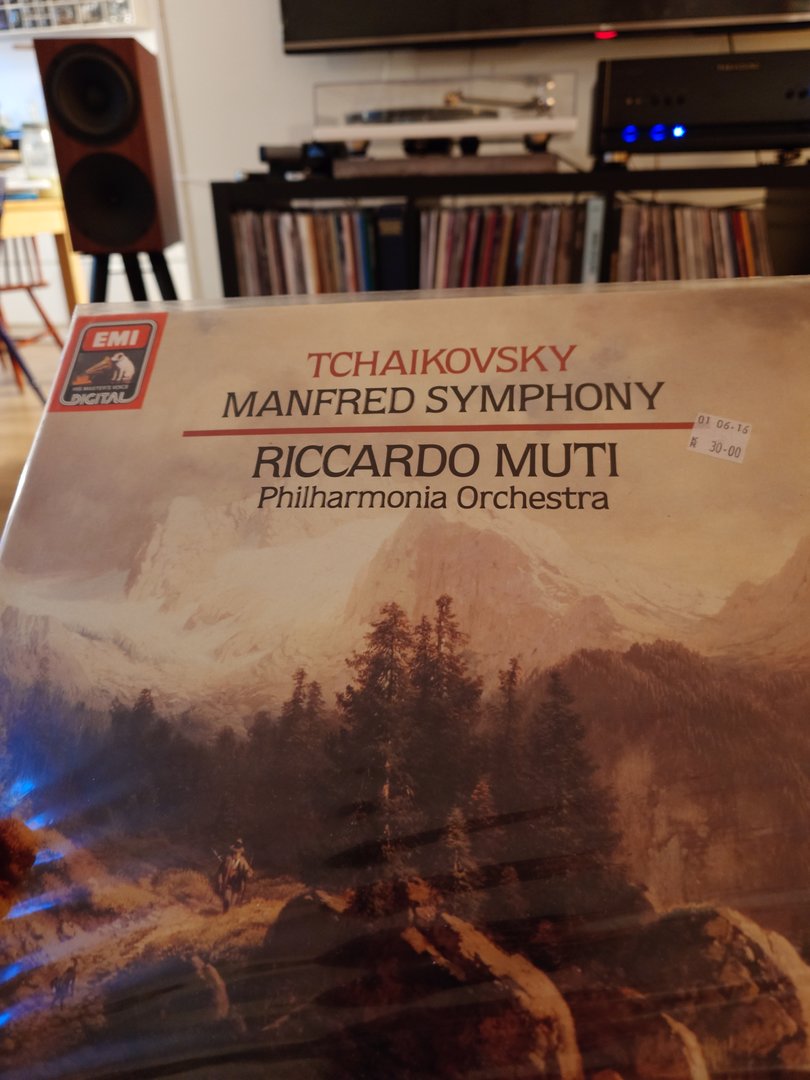 EMI
HIS MASTER'S VOICE
DIGITAL
TCHAIKOVSKY
MANFRED SYMPHONY
RICCARDO MUTI
Philharmonia Orchestra
01 06-16
30-00